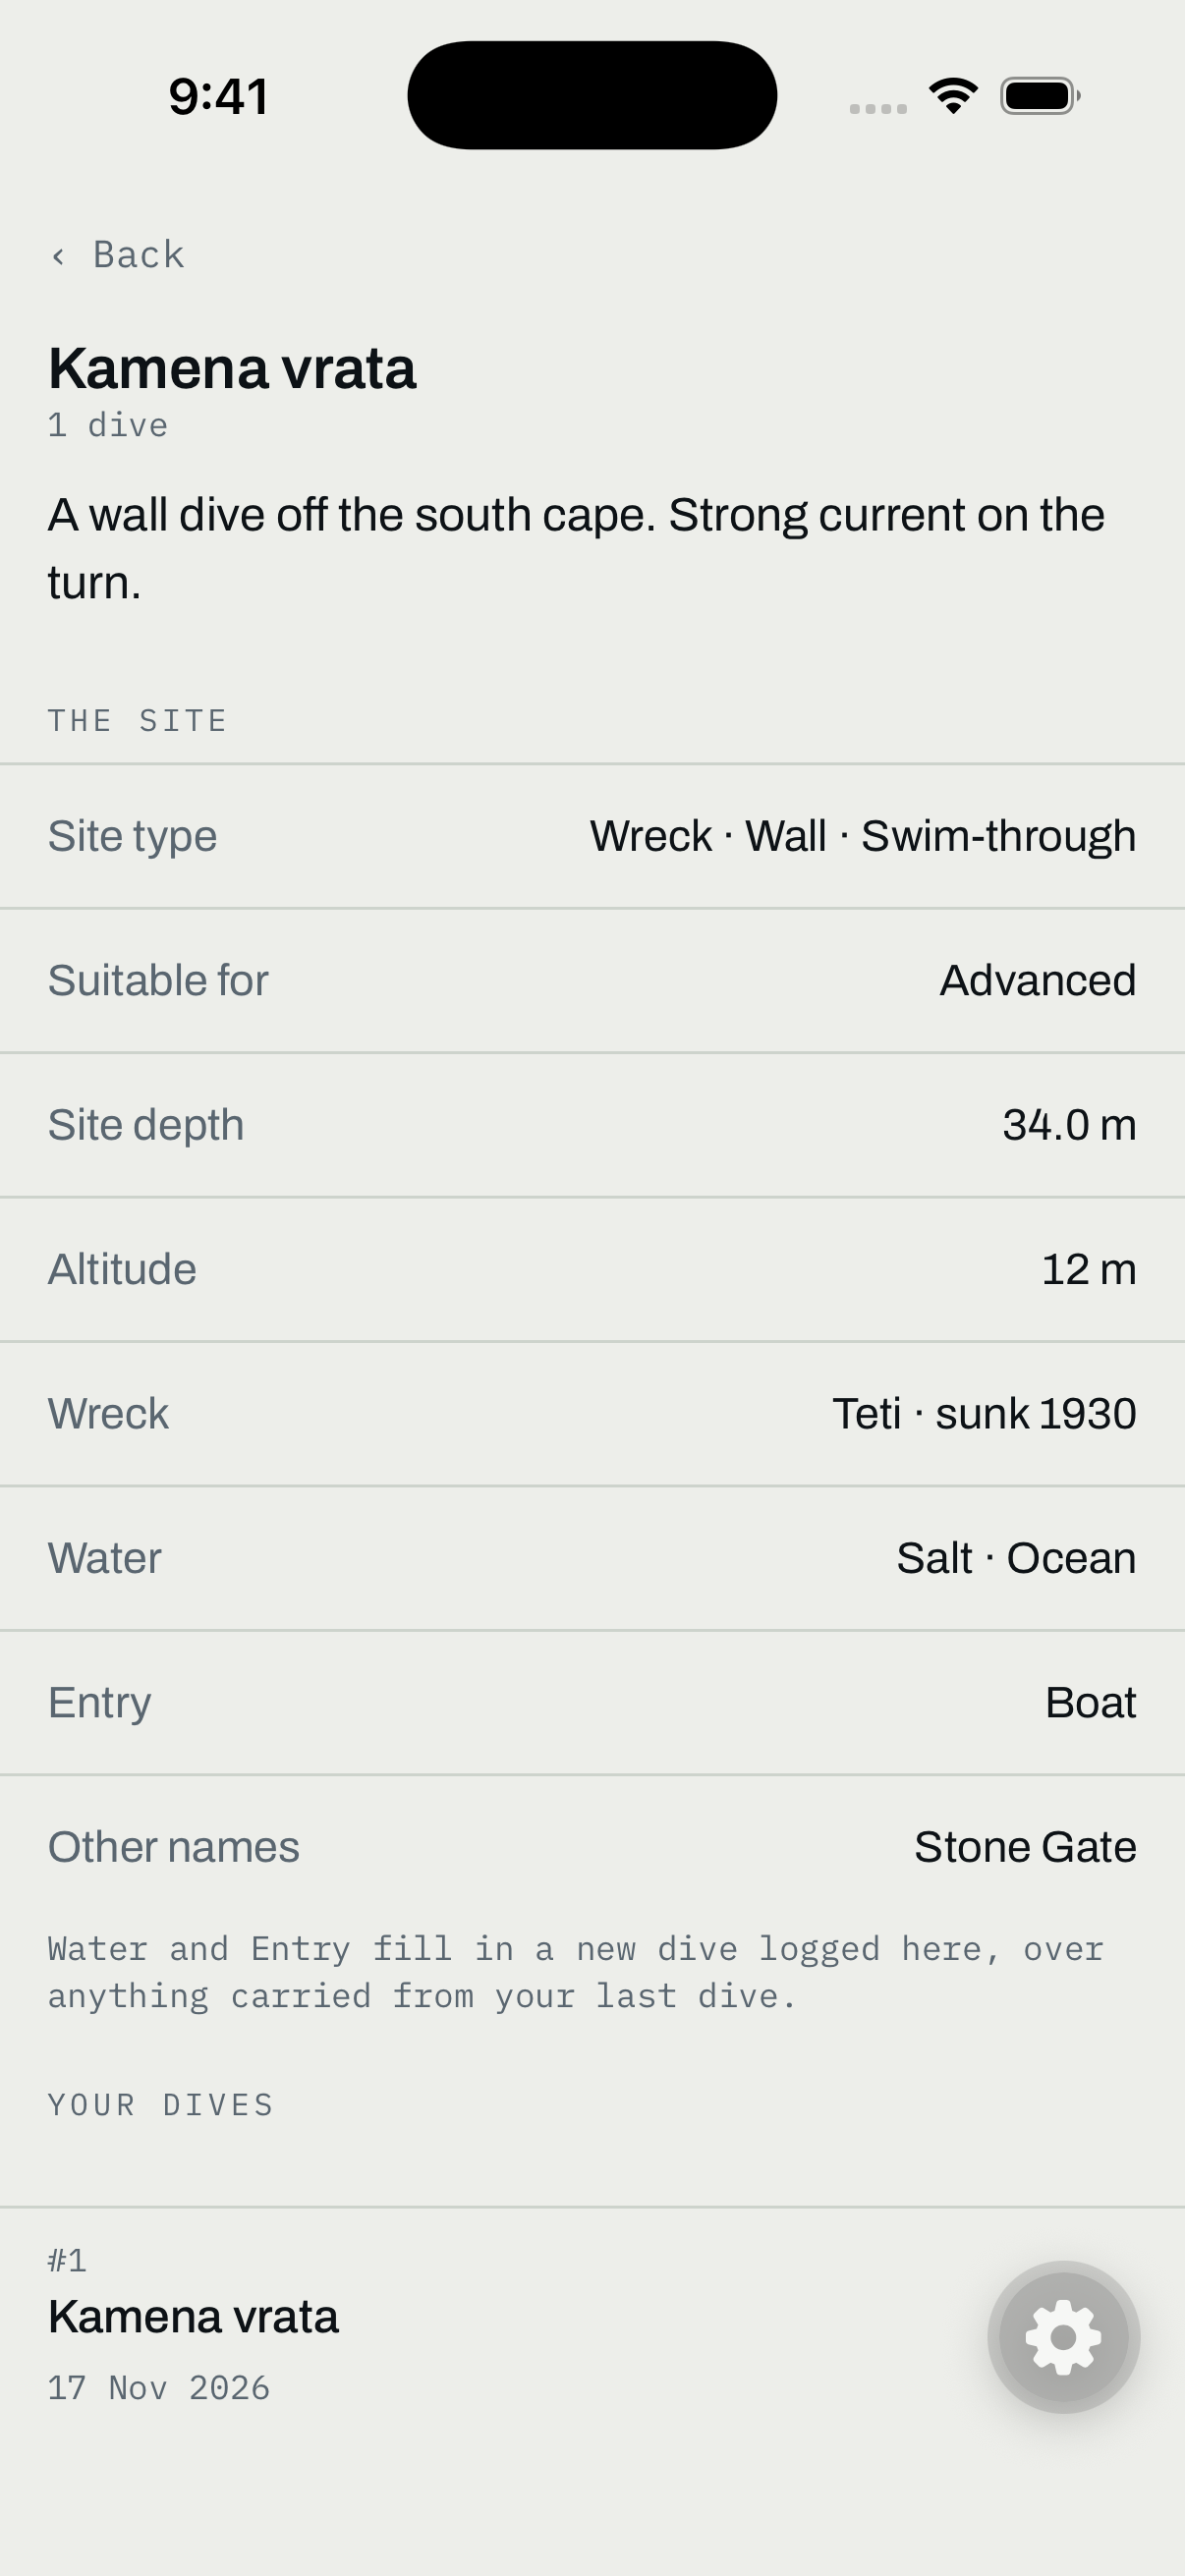 9:41
‹ Back
Kamena vrata
1 dive
A wall dive off the south cape. Strong current on the
turn.
THE SITE
Site type Wreck · Wall · Swim-through
Suitable for Advanced
Site depth 34.0 m
Altitude 12 m
Wreck Teti · sunk 1930
Water Salt · Ocean
Entry Boat
Other names Stone Gate
Water and Entry fill in a new dive logged here, over
anything carried from your last dive.
YOUR DIVES
#1
Kamena vrata
17 Nov 2026